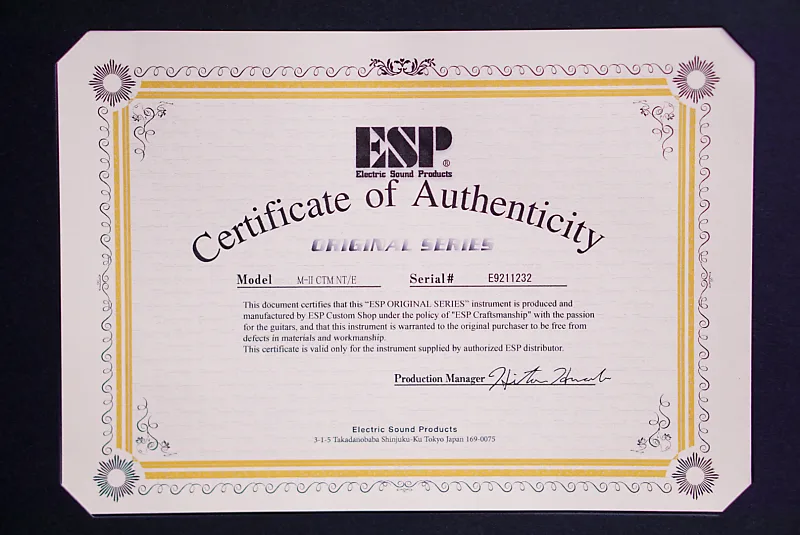 ESP®
Electric Sound Products
Certificate of Authenticity
ORIGINAL SERIES
Model M-II CTM NT/E Serial# E9211232
This document certifies that this "ESP ORIGINAL SERIES" instrument is produced and
manufactured by ESP Custom Shop under the policy of "ESP Craftsmanship" with the passion
for the guitars, and that this instrument is warranted to the original purchaser to be free from
defects in materials and workmanship.
This certificate is valid only for the instrument supplied by authorized ESP distributor.
Production Manager
Electric Sound Products
3-1-5 Takadanobaba Shinjuku-Ku Tokyo Japan 169-0075